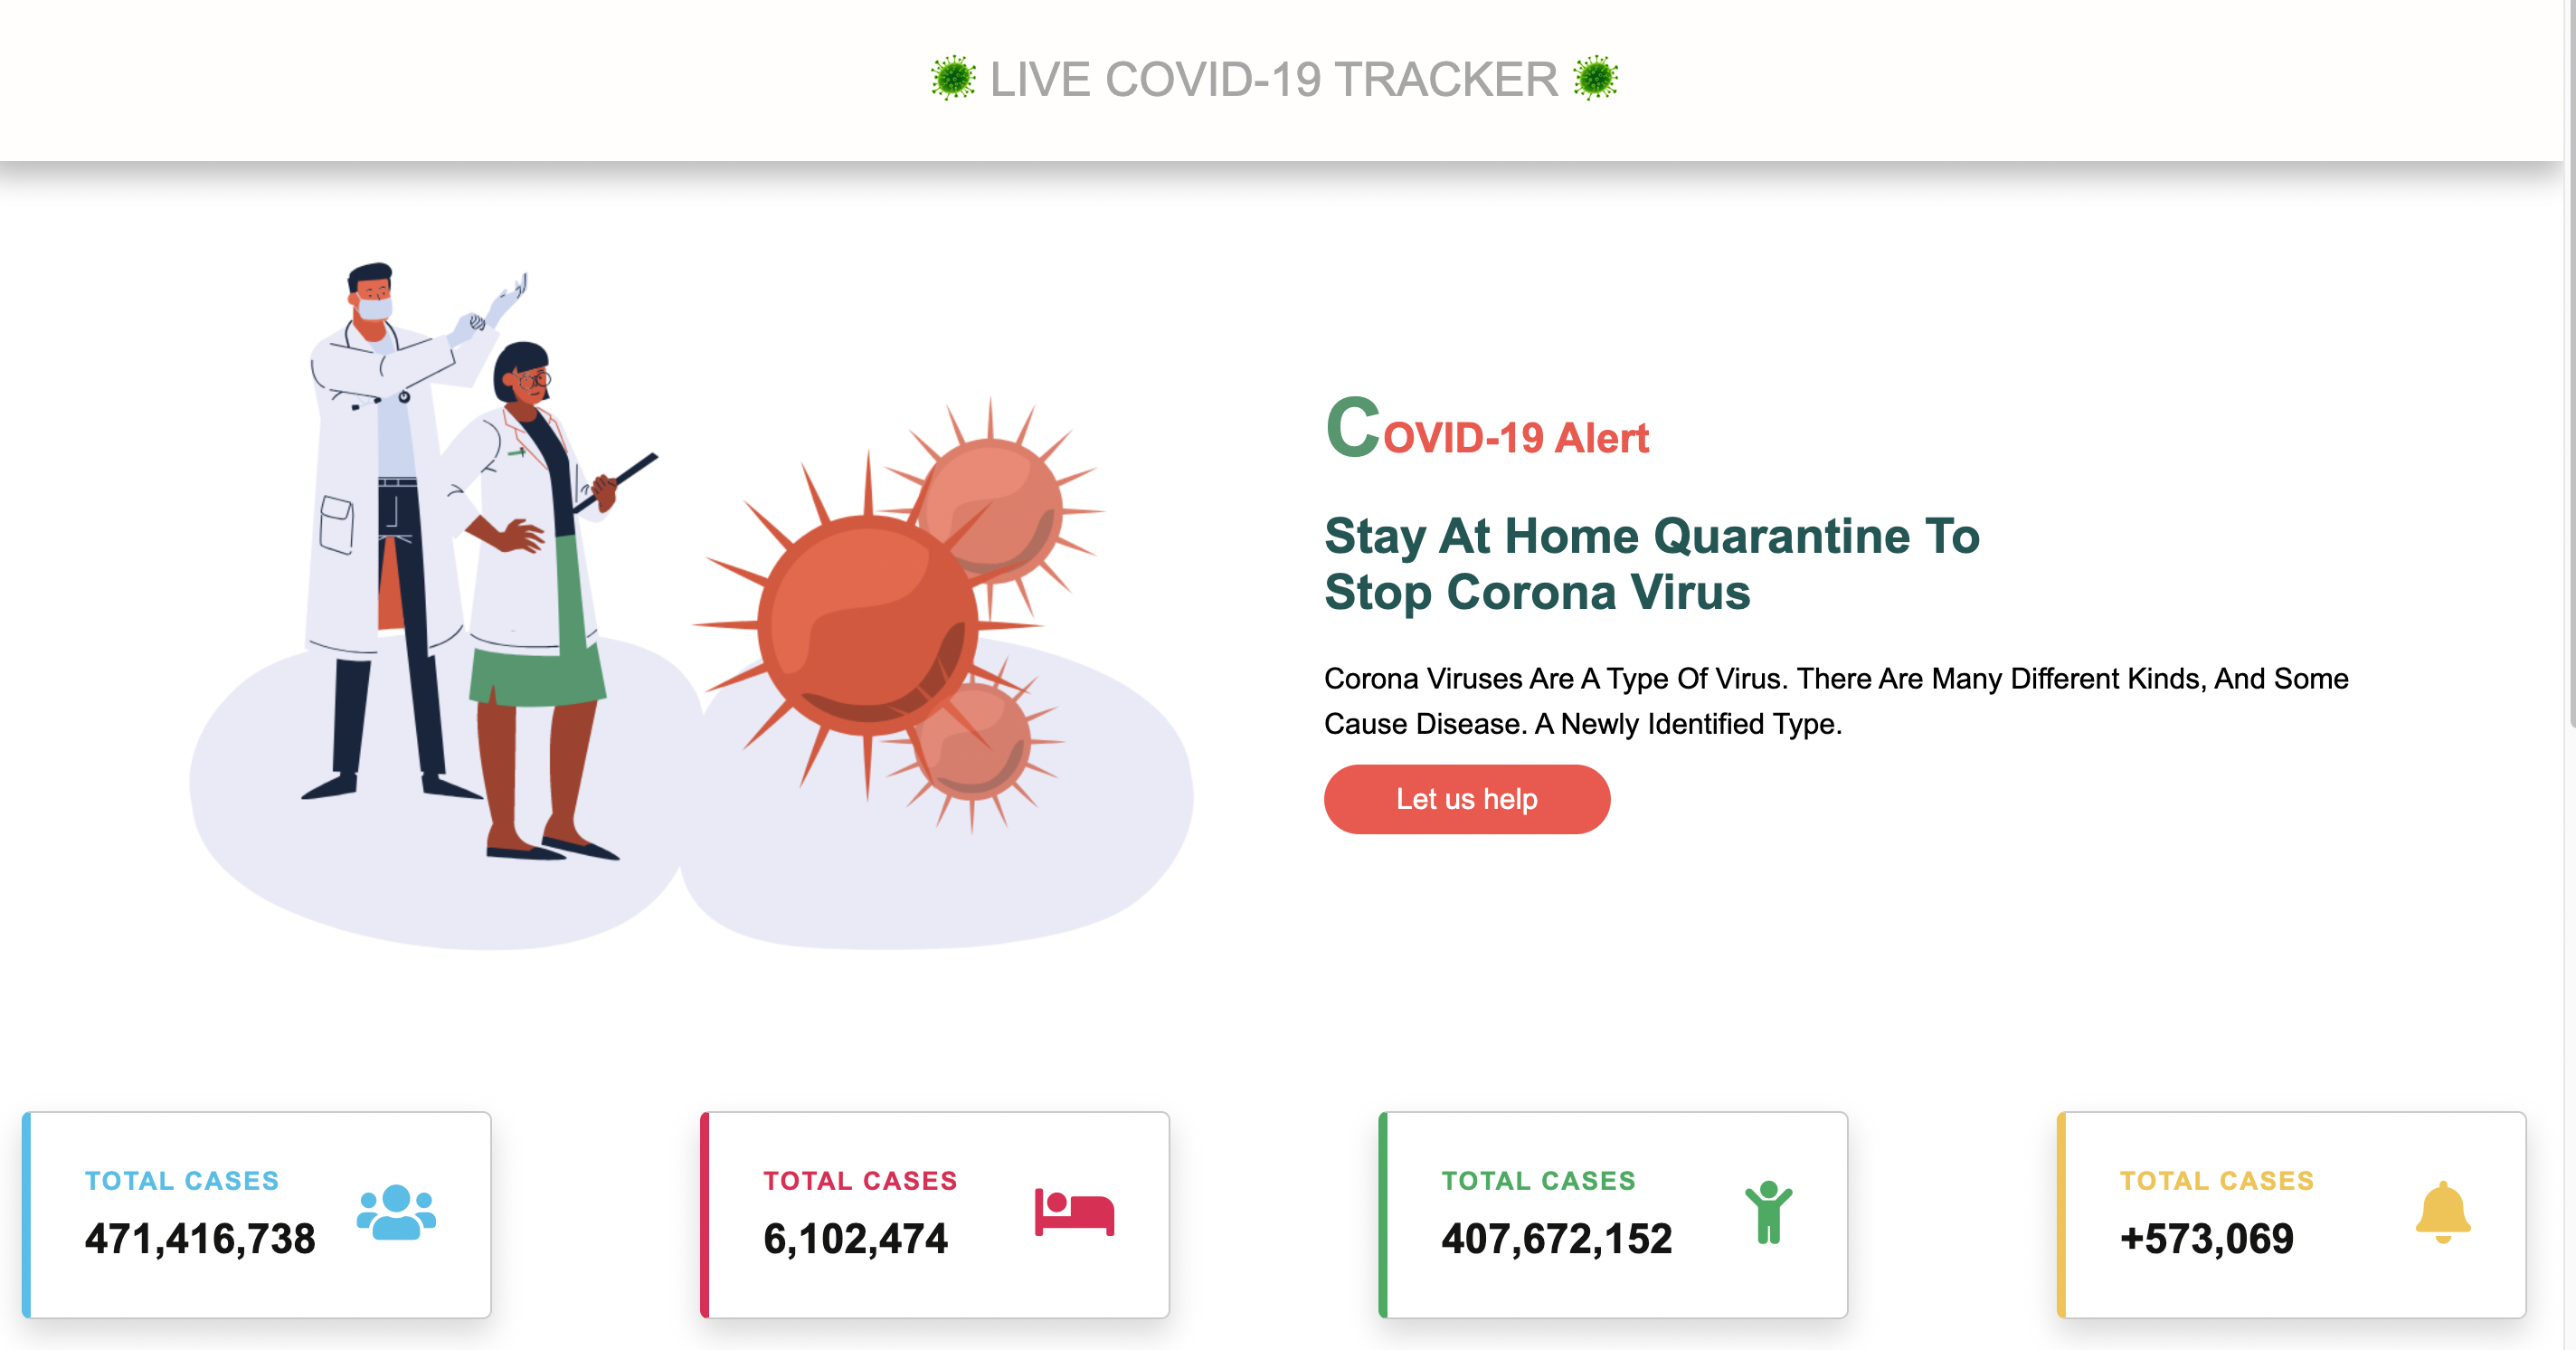 LIVE COVID-19 TRACKER
COVID-19 Alert
Stay At Home Quarantine To
Stop Corona Virus
Corona Viruses Are A Type Of Virus. There Are Many Different Kinds, And Some
Cause Disease. A Newly Identified Type.
Let us help
TOTAL CASES
471,416,738
TOTAL CASES
6,102,474
TOTAL CASES
407,672,152
TOTAL CASES
+573,069